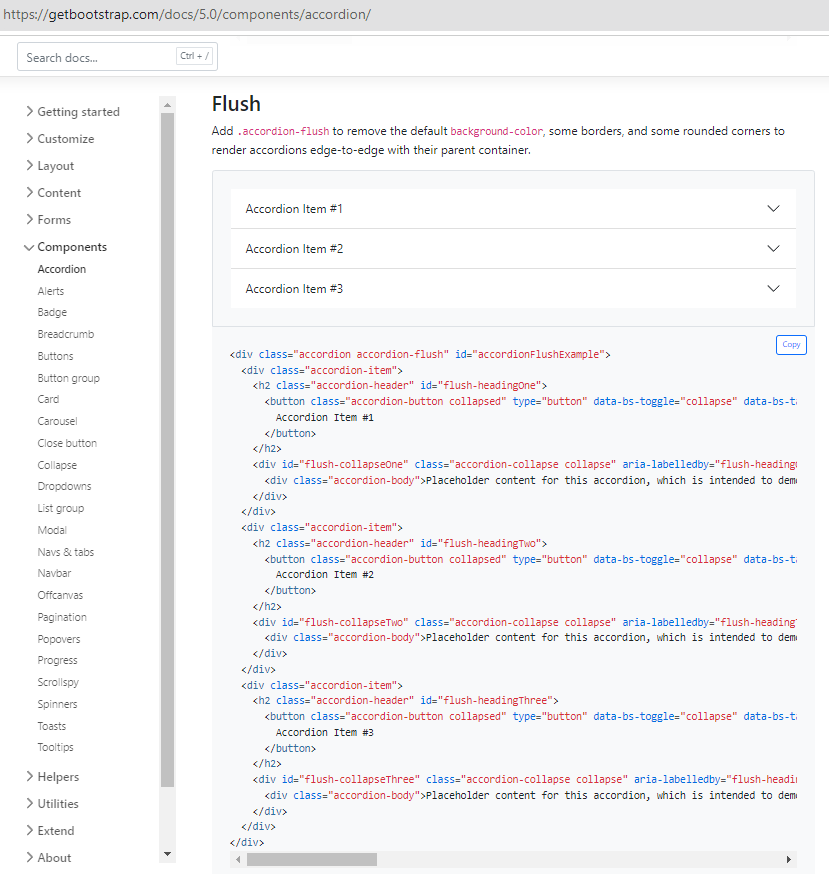 https://getbootstrap.com/docs/5.0/components/accordion/
Search docs...
Ctrl + /
Getting started
Customize
Layout
Content
Forms
Components
Accordion
Alerts
Badge
Breadcrumb
Buttons
Button group
Card
Carousel
Close button
Collapse
Dropdowns
List group
Modal
Navs & tabs
Navbar
Offcanvas
Pagination
Popovers
Progress
Scrollspy
Spinners
Toasts
Tooltips
Helpers
Utilities
Extend
About
Flush
Add .accordion-flush to remove the default background-color, some borders, and some rounded corners to
render accordions edge-to-edge with their parent container.
Accordion Item #1
Accordion Item #2
Accordion Item #3
Copy
<div class="accordion accordion-flush" id="accordionFlushExample">
  <div class="accordion-item">
    <h2 class="accordion-header" id="flush-headingOne">
      <button class="accordion-button collapsed" type="button" data-bs-toggle="collapse" data-bs-ta
        Accordion Item #1
      </button>
    </h2>
    <div id="flush-collapseOne" class="accordion-collapse collapse" aria-labelledby="flush-heading
      <div class="accordion-body">Placeholder content for this accordion, which is intended to dem
    </div>
  </div>
  <div class="accordion-item">
    <h2 class="accordion-header" id="flush-headingTwo">
      <button class="accordion-button collapsed" type="button" data-bs-toggle="collapse" data-bs-ta
        Accordion Item #2
      </button>
    </h2>
    <div id="flush-collapseTwo" class="accordion-collapse collapse" aria-labelledby="flush-heading
      <div class="accordion-body">Placeholder content for this accordion, which is intended to dem
    </div>
  </div>
  <div class="accordion-item">
    <h2 class="accordion-header" id="flush-headingThree">
      <button class="accordion-button collapsed" type="button" data-bs-toggle="collapse" data-bs-ta
        Accordion Item #3
      </button>
    </h2>
    <div id="flush-collapseThree" class="accordion-collapse collapse" aria-labelledby="flush-headi
      <div class="accordion-body">Placeholder content for this accordion, which is intended to dem
    </div>
  </div>
</div>